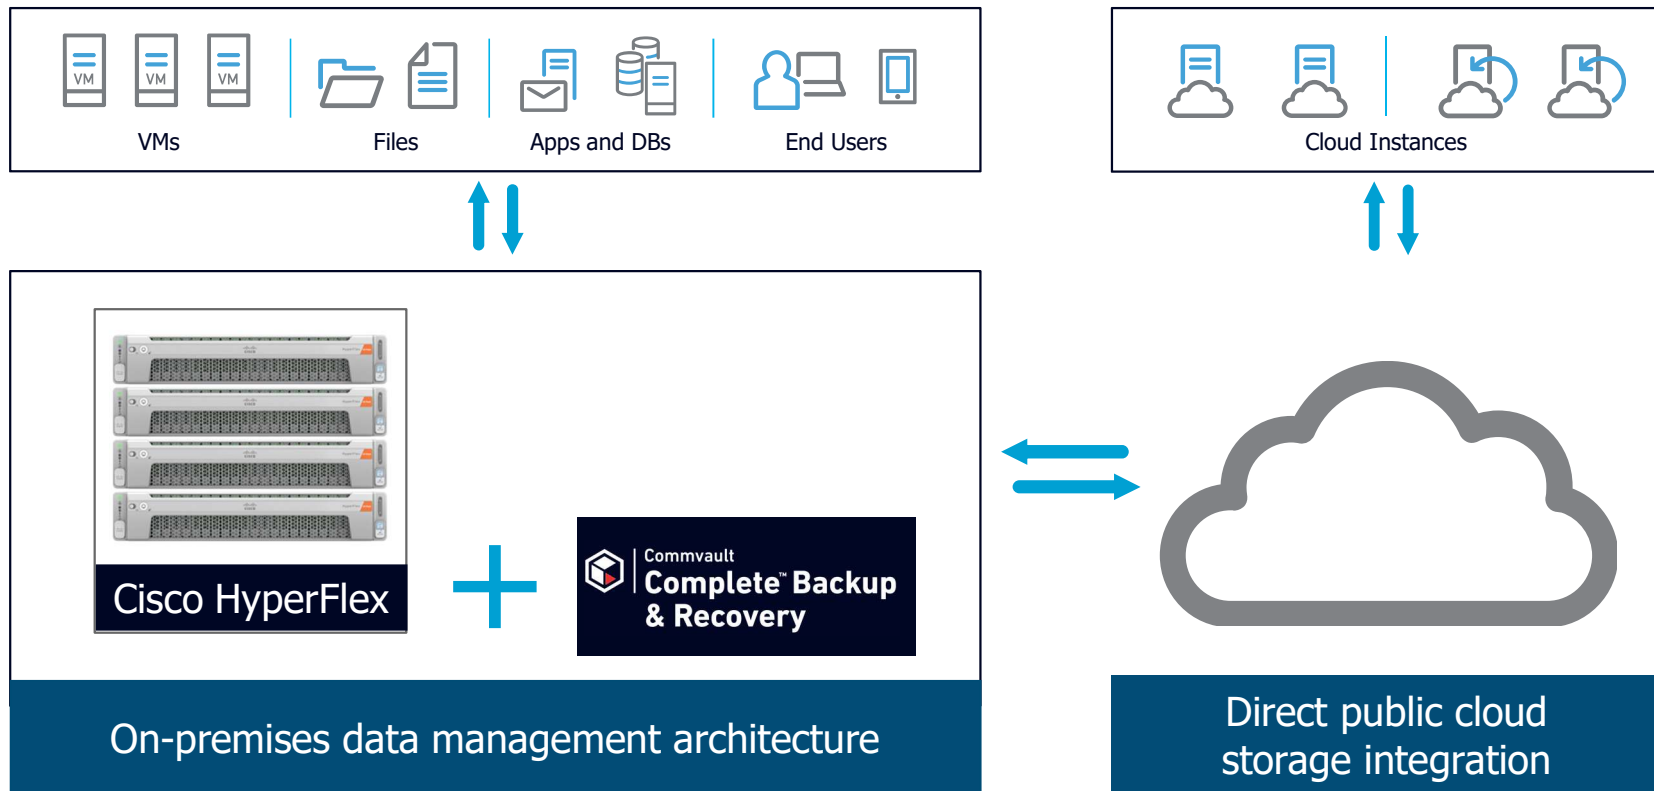 VM VM VM
VMs
Files
Apps and DBs
End Users
Cloud Instances
Cisco HyperFlex
Commvault
Complete™ Backup
& Recovery
On-premises data management architecture
Direct public cloud
storage integration